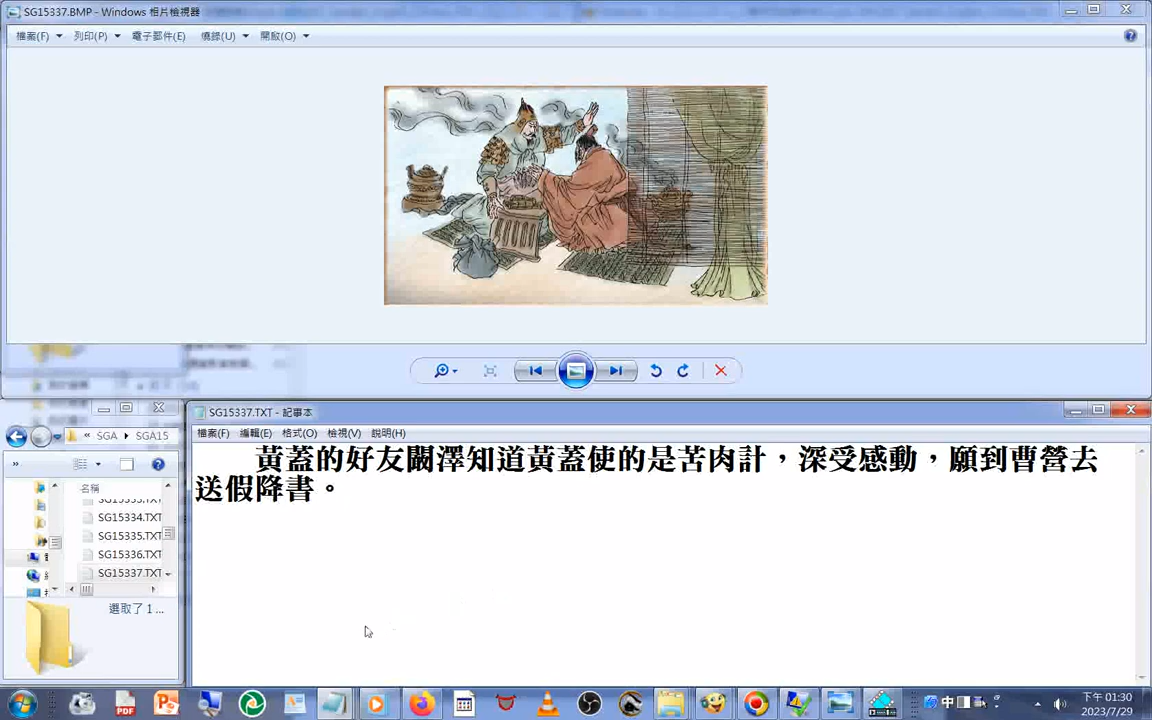 SG15337.BMP - Windows 相片檢視器
檔案(F) 列印(P) 電子郵件(E) 燒錄(U) 開啟(O)
SGA SG15337.TXT - 記事本
« SGA ▸ SGA15
檔案(F) 編輯(E) 格式(O) 檢視(V) 說明(H)
黃蓋的好友闞澤知道黃蓋使的是苦肉計，深受感動，願到曹營去
送假降書。
»
名稱
SG15334.TXT
SG15335.TXT
SG15336.TXT
SG15337.TXT
選取了 1 ...
PDF
中
下午 01:30
2023/7/29